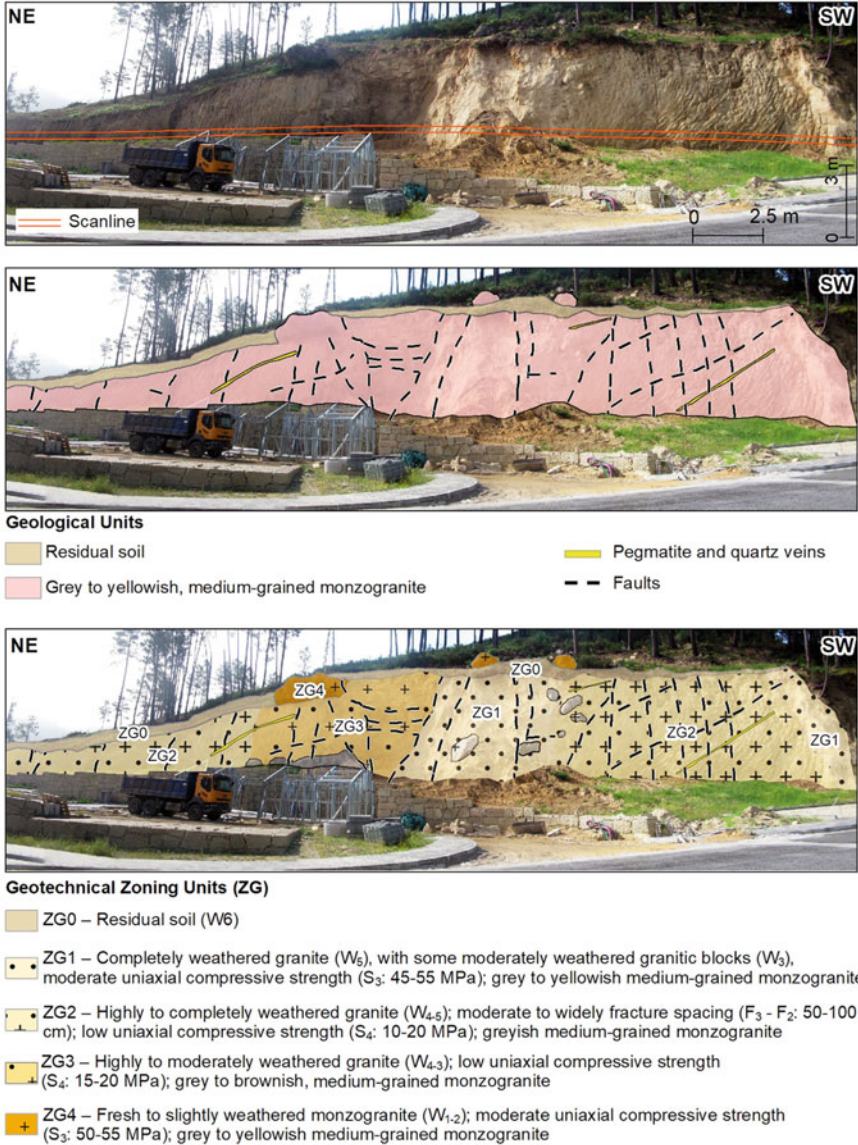 NE SW
Scanline
0 2.5 m
3 m
0
NE SW
Geological Units
Residual soil
Grey to yellowish, medium-grained monzogranite
Pegmatite and quartz veins
Faults
NE SW
ZG0
ZG4
ZG0
ZG3
ZG1
ZG2
ZG2
ZG1
Geotechnical Zoning Units (ZG)
ZG0 – Residual soil (W6)
ZG1 – Completely weathered granite (W₅), with some moderately weathered granitic blocks (W₃),
moderate uniaxial compressive strength (S₃: 45-55 MPa); grey to yellowish medium-grained monzogranite
ZG2 – Highly to completely weathered granite (W₄₋₅); moderate to widely fracture spacing (F₃ - F₂: 50-100
cm); low uniaxial compressive strength (S₄: 10-20 MPa); greyish medium-grained monzogranite
ZG3 – Highly to moderately weathered granite (W₄₋₃); low uniaxial compressive strength
(S₄: 15-20 MPa); grey to brownish, medium-grained monzogranite
ZG4 – Fresh to slightly weathered monzogranite (W₁₋₂); moderate uniaxial compressive strength
(S₃: 50-55 MPa); grey to yellowish medium-grained monzogranite